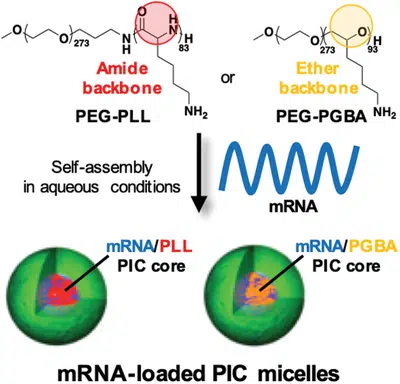 O
H
O
O
273
N
H
N
H
83
NH2
Amide
backbone
PEG-PLL
or
O
O
273
O
H
93
NH2
Ether
backbone
PEG-PGBA
Self-assembly
in aqueous conditions
mRNA
mRNA/PLL
PIC core
mRNA/PGBA
PIC core
mRNA-loaded PIC micelles